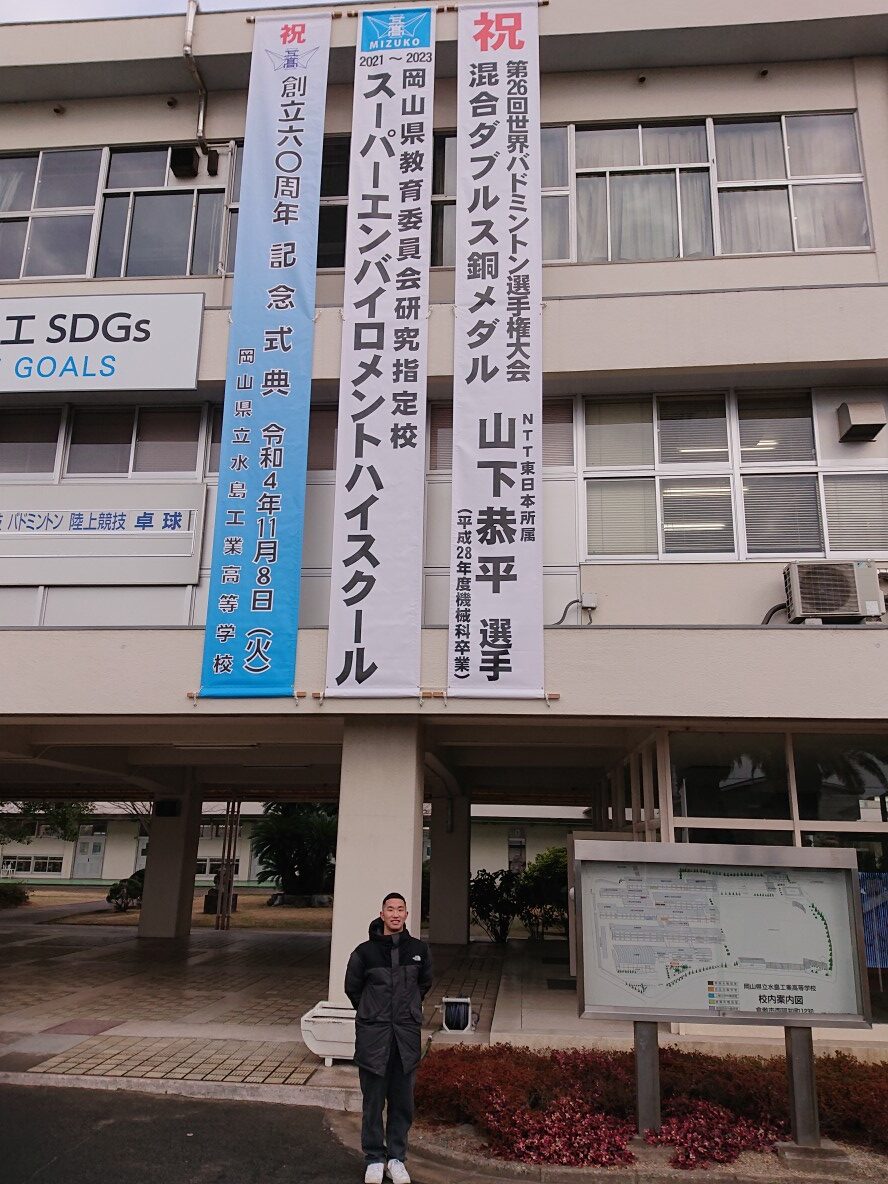 祝
第26回世界バドミントン選手権大会
混合ダブルス銅メダル
NTT東日本所属
山下恭平 選手
(平成28年度機械科卒業)
MIZUKO
2021～2023
岡山県教育委員会研究指定校
スーパーエンバイロメントハイスクール
祝
創立六〇周年記念式典 令和4年11月8日(火)
岡山県立水島工業高等学校
工 SDGs
GOALS
バドミントン 陸上競技 卓球
岡山県立水島工業高等学校
校内案内図